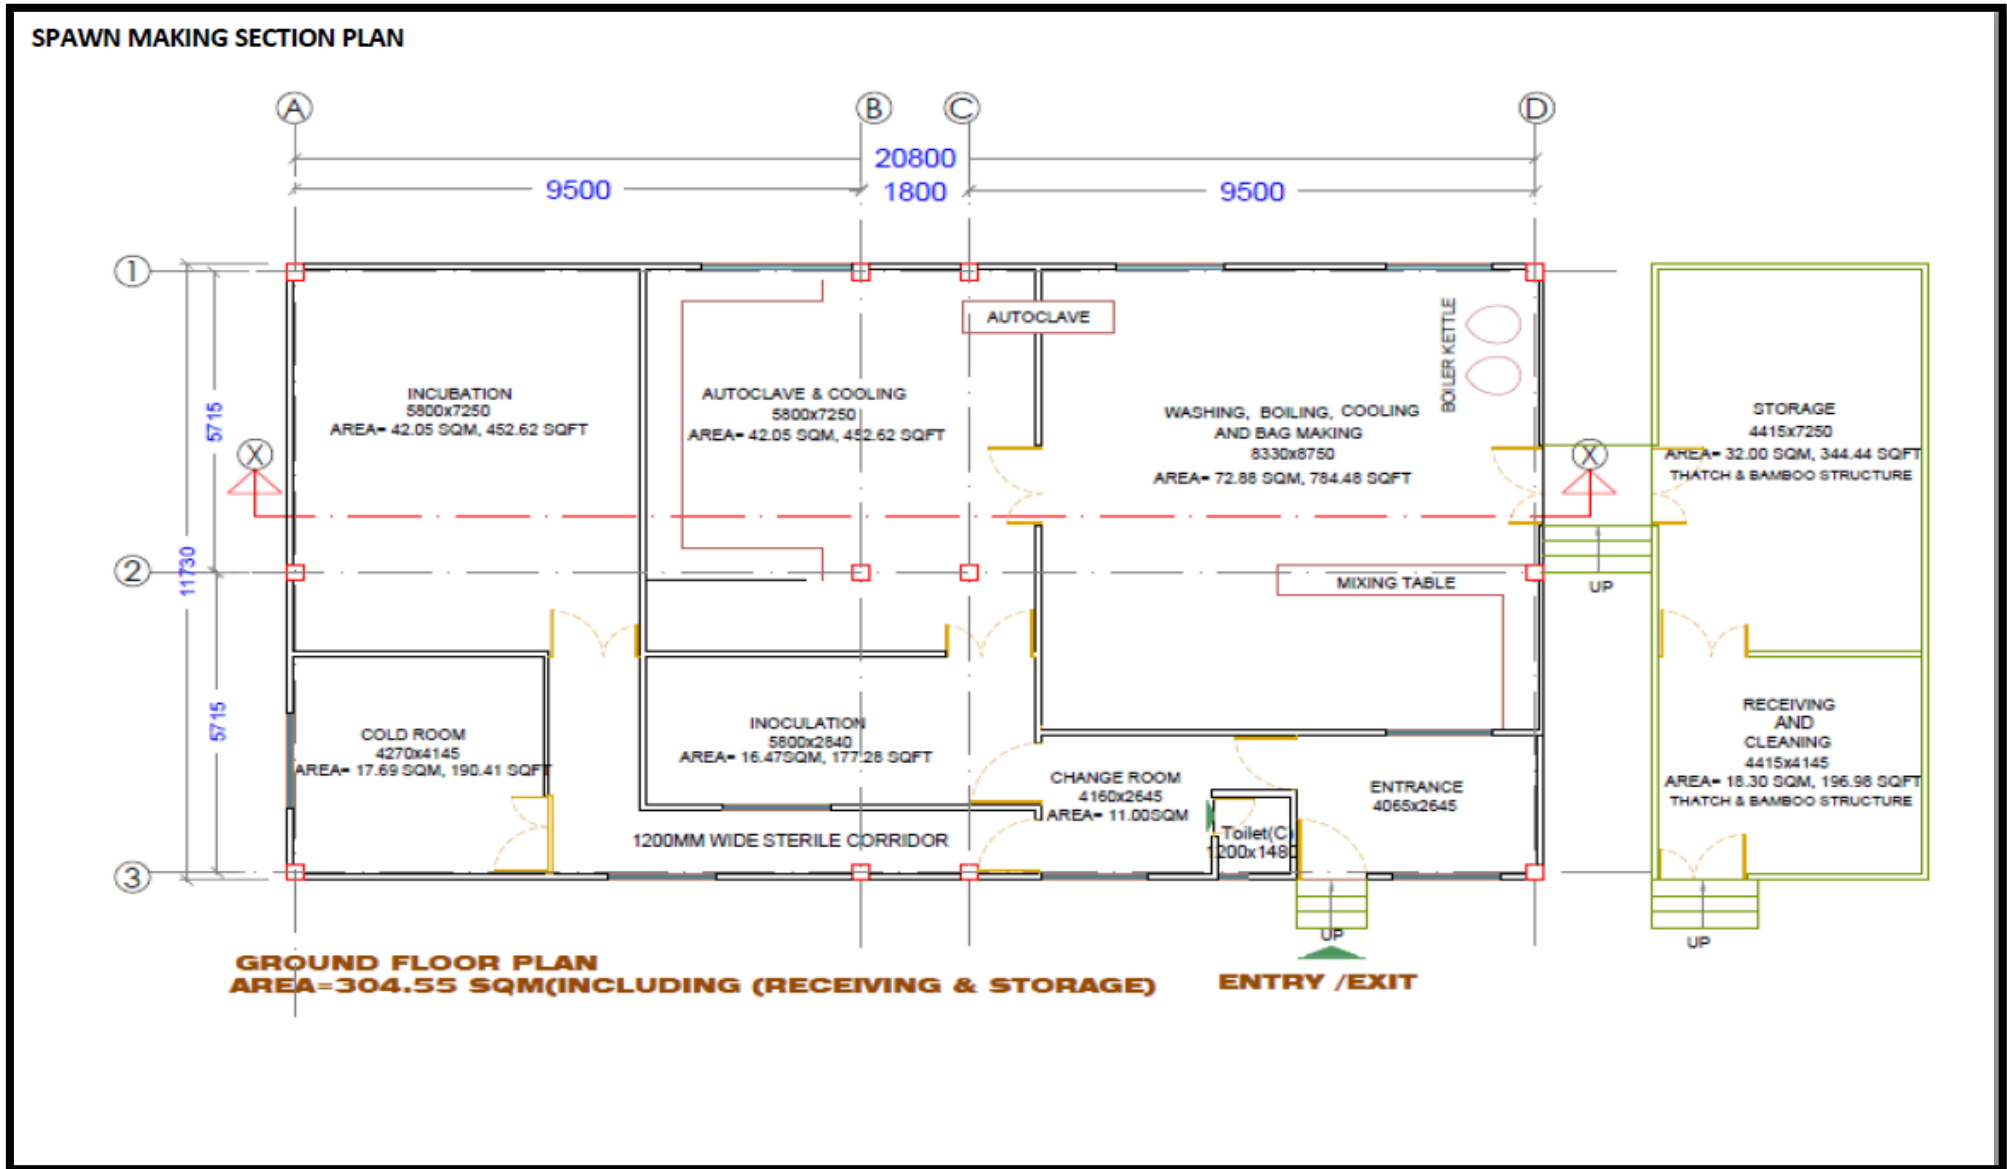 SPAWN MAKING SECTION PLAN
A
B
C
D
20800
9500
1800
9500
1
2
3
5715
11730
5715
X
X
INCUBATION
5800x7250
AREA= 42.05 SQM, 452.62 SQFT
AUTOCLAVE & COOLING
5800x7250
AREA= 42.05 SQM, 452.62 SQFT
AUTOCLAVE
WASHING, BOILING, COOLING
AND BAG MAKING
8330x8750
AREA= 72.88 SQM, 784.48 SQFT
BOILER KETTLE
STORAGE
4415x7250
AREA= 32.00 SQM, 344.44 SQFT
THATCH & BAMBOO STRUCTURE
UP
MIXING TABLE
COLD ROOM
4270x4145
AREA= 17.69 SQM, 190.41 SQFT
INOCULATION
5800x2840
AREA= 16.47SQM, 177.28 SQFT
1200MM WIDE STERILE CORRIDOR
CHANGE ROOM
4160x2645
AREA= 11.00SQM
Toilet(C)
1200x1480
ENTRANCE
4065x2645
RECEIVING
AND
CLEANING
4415x4145
AREA= 18.30 SQM, 196.98 SQFT
THATCH & BAMBOO STRUCTURE
UP
UP
GROUND FLOOR PLAN
AREA=304.55 SQM(INCLUDING (RECEIVING & STORAGE)
ENTRY /EXIT